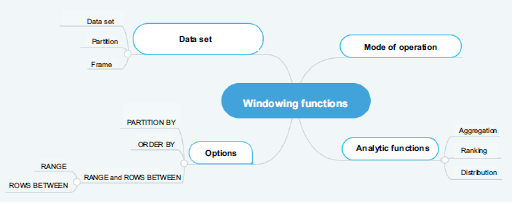 Data set
Partition
Frame
Data set
Mode of operation
Windowing functions
PARTITION BY
ORDER BY
RANGE and ROWS BETWEEN
RANGE
ROWS BETWEEN
Options
Analytic functions
Aggregation
Ranking
Distribution